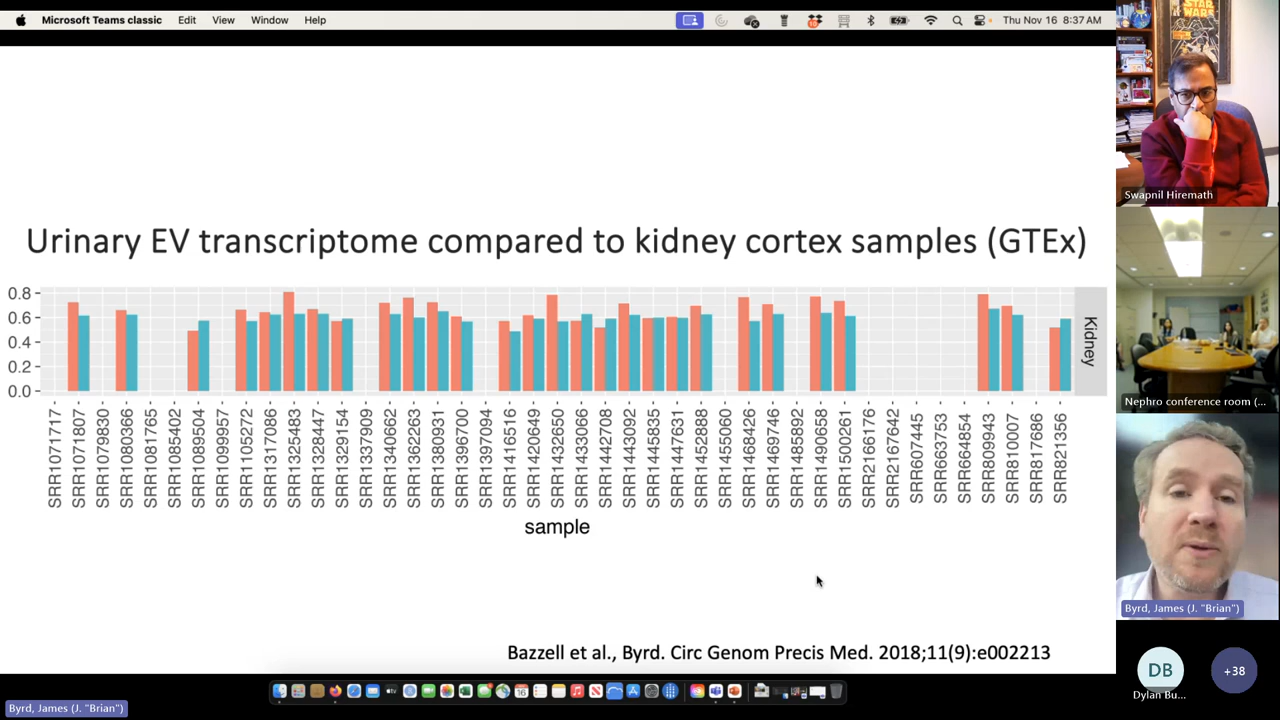 Microsoft Teams classic Edit View Window Help Thu Nov 16 8:37 AM
STAR WARS
Swapnil Hiremath
Urinary EV transcriptome compared to kidney cortex samples (GTEx)
0.8
0.6
0.4
0.2
0.0
Kidney
SRR1071717
SRR1071807
SRR1079830
SRR1080366
SRR1081765
SRR1085402
SRR1089504
SRR1099957
SRR1105272
SRR1317086
SRR1325483
SRR1328447
SRR1329154
SRR1337909
SRR1340662
SRR1362263
SRR1380931
SRR1396700
SRR1397094
SRR1416516
SRR1420649
SRR1432650
SRR1433066
SRR1442708
SRR1443092
SRR1445835
SRR1447631
SRR1452888
SRR1455060
SRR1468426
SRR1469746
SRR1485892
SRR1490658
SRR1500261
SRR2166176
SRR2167642
SRR607445
SRR663753
SRR664854
SRR809943
SRR810007
SRR817686
SRR821356
sample
Nephro conference room (...
Byrd, James (J. "Brian")
Bazzell et al., Byrd. Circ Genom Precis Med. 2018;11(9):e002213
DB
+38
Dylan Bu...
Byrd, James (J. "Brian")